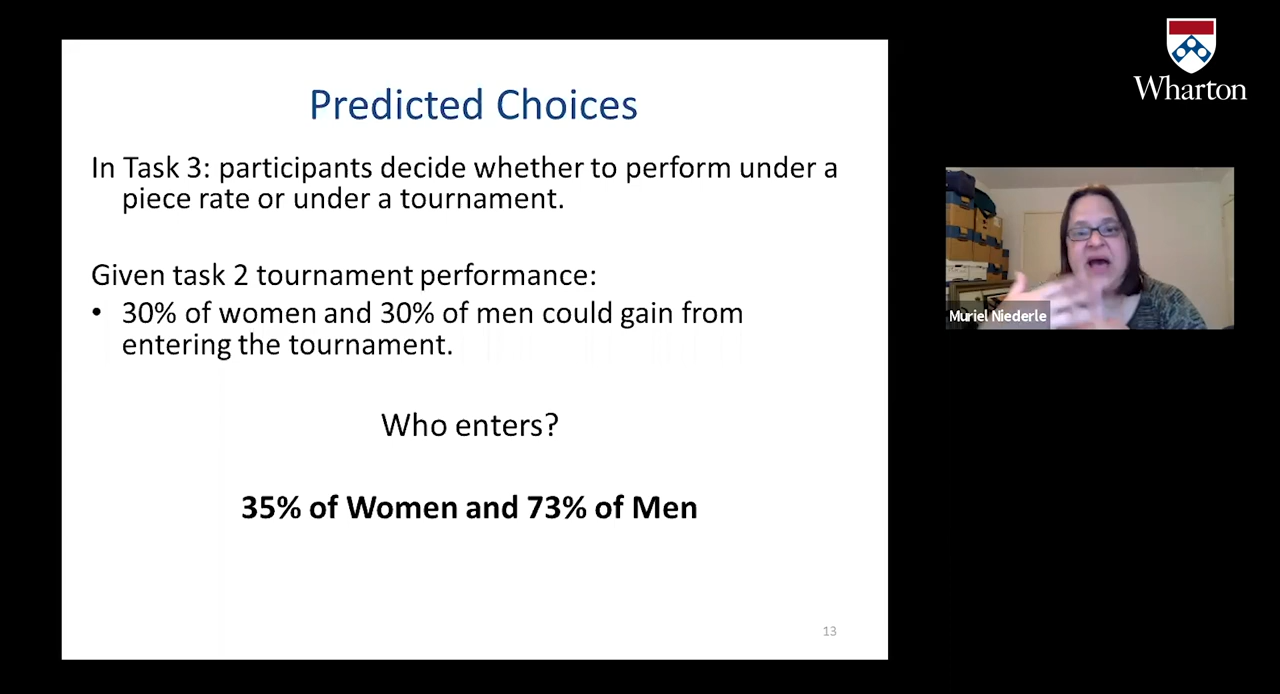 Predicted Choices
In Task 3: participants decide whether to perform under a
piece rate or under a tournament.
Given task 2 tournament performance:
• 30% of women and 30% of men could gain from
entering the tournament.
Who enters?
35% of Women and 73% of Men
13
Wharton
Muriel Niederle